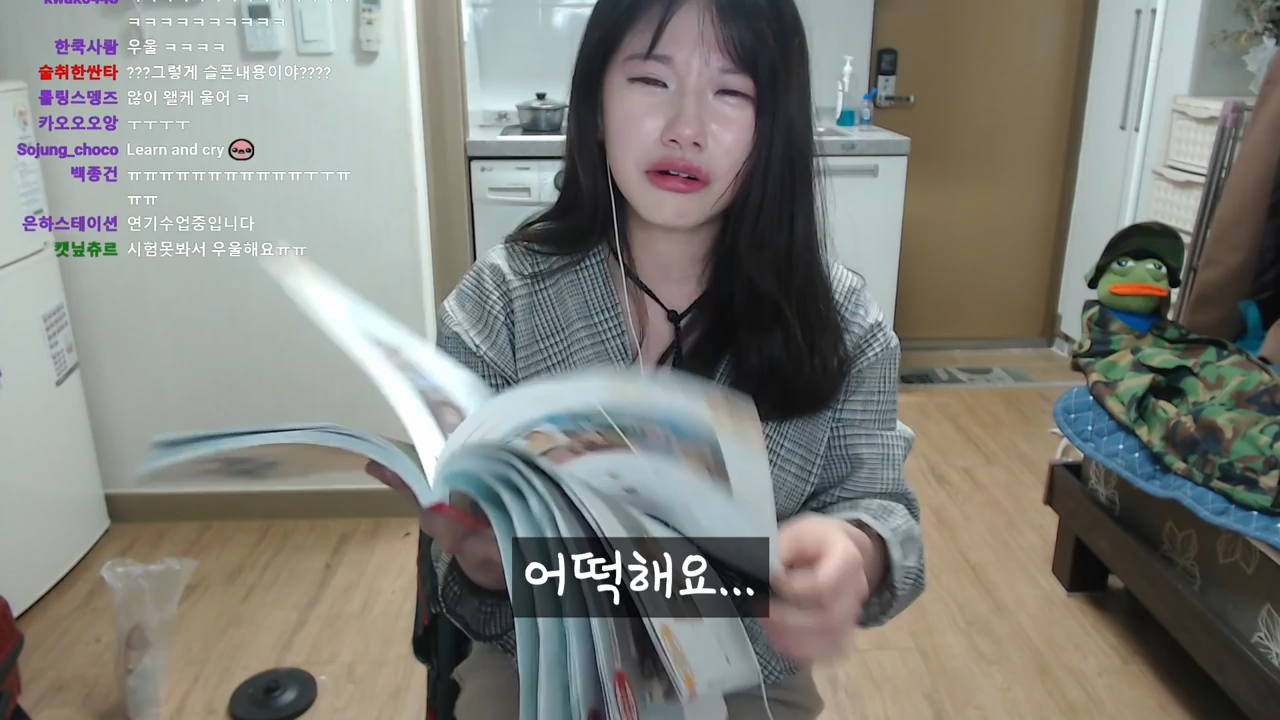 ㅋㅋㅋㅋㅋㅋㅋㅋㅋㅋ
한쿡사람 우울 ㅋㅋㅋㅋ
술취한싼타 ???그렇게 슬픈내용이야????
롤링스뎅즈 않이 왤케 울어 ㅋ
카오오오앙 ㅜㅜㅜㅜ
Sojung_choco Learn and cry
백종건 ㅠㅠㅠㅠㅠㅠㅠㅠㅠㅠㅠㅜㅜㅠ
ㅠㅠ
은하스테이션 연기수업중입니다
캣닢츄르 시험못봐서 우울해요ㅠㅠ
어떡해요...